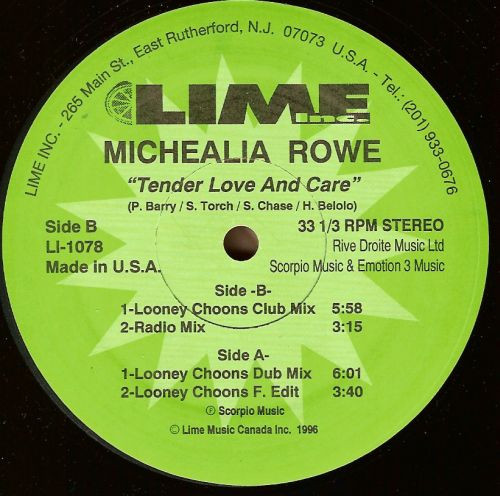 LIME INC. - 265 Main St., East Rutherford, N.J. 07073 U.S.A. - Tel.: (201) 933-0676
LIME
Inc.
MICHEALIA ROWE
“Tender Love And Care”
(P. Barry / S. Torch / S. Chase / H. Belolo)
Side B 33 1/3 RPM STEREO
LI-1078 Rive Droite Music Ltd
Made in U.S.A. Scorpio Music & Emotion 3 Music
Side -B-
1-Looney Choons Club Mix 5:58
2-Radio Mix 3:15
Side A-
1-Looney Choons Dub Mix 6:01
2-Looney Choons F. Edit 3:40
℗ Scorpio Music
© Lime Music Canada Inc. 1996